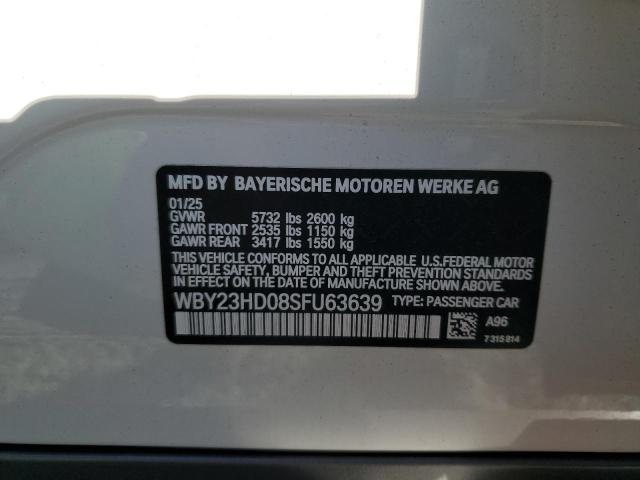 MFD BY BAYERISCHE MOTOREN WERKE AG
01/25
GVWR 5732 lbs 2600 kg
GAWR FRONT 2535 lbs 1150 kg
GAWR REAR 3417 lbs 1550 kg
THIS VEHICLE CONFORMS TO ALL APPLICABLE U.S.FEDERAL MOTOR
VEHICLE SAFETY, BUMPER, AND THEFT PREVENTION STANDARDS
IN EFFECT ON THE DATE OF MANUFACTURE SHOWN ABOVE.
WBY23HD08SFU63639 TYPE: PASSENGER CAR
A96
7 315 814